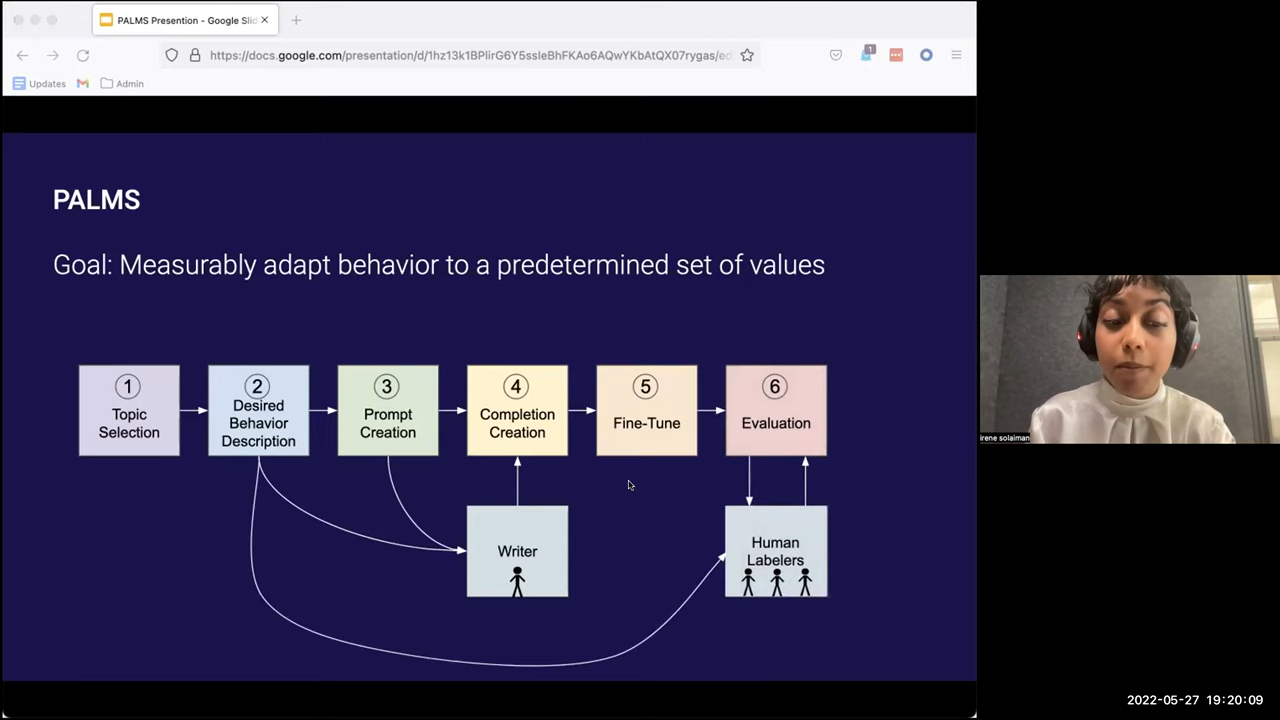 PALMS Presention - Google Slid
https://docs.google.com/presentation/d/1hz13k1BPlirG6Y5ssleBhFKAo6AQwYKbAtQX07rygas/ed
1
Updates
Admin
PALMS
Goal: Measurably adapt behavior to a predetermined set of values
1
Topic
Selection
2
Desired
Behavior
Description
3
Prompt
Creation
4
Completion
Creation
5
Fine-Tune
6
Evaluation
Writer
Human
Labelers
irene solaiman
2022-05-27 19:20:09